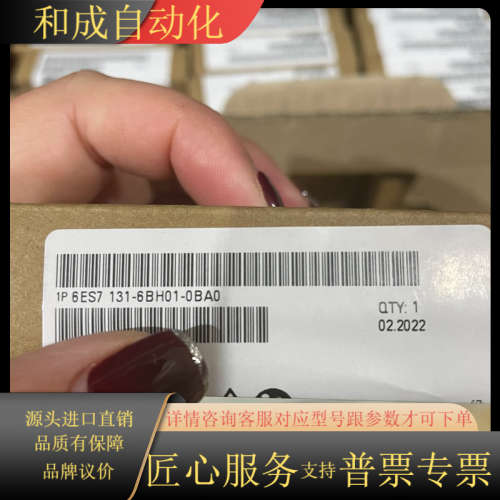 和成自动化
1P 6ES7 131-6BH01-0BA0
QTY: 1
02.2022
源头进口直销
品质有保障
品牌议价
详情咨询客服对应型号跟参数才可下单
匠心服务支持普票专票